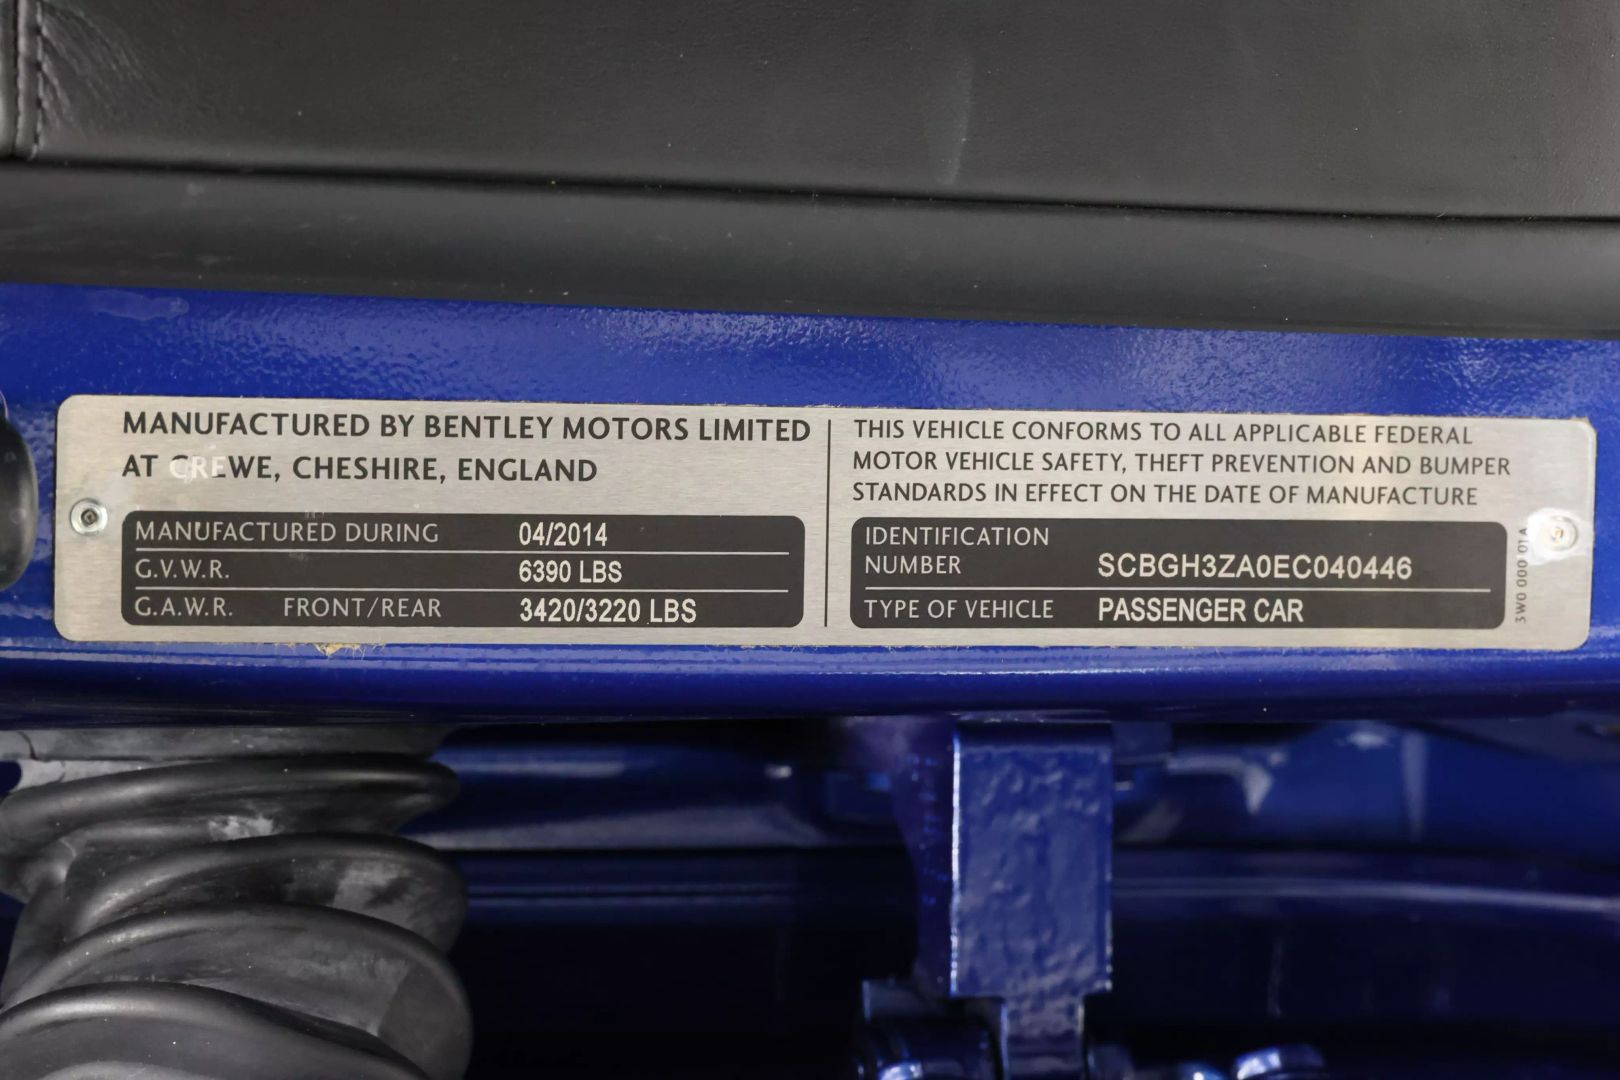 MANUFACTURED BY BENTLEY MOTORS LIMITED
AT CREWE, CHESHIRE, ENGLAND
MANUFACTURED DURING 04/2014
G.V.W.R. 6390 LBS
G.A.W.R. FRONT/REAR 3420/3220 LBS
THIS VEHICLE CONFORMS TO ALL APPLICABLE FEDERAL
MOTOR VEHICLE SAFETY, THEFT PREVENTION AND BUMPER
STANDARDS IN EFFECT ON THE DATE OF MANUFACTURE
IDENTIFICATION
NUMBER SCBGH3ZA0EC040446
TYPE OF VEHICLE PASSENGER CAR
3W0 000 01 A